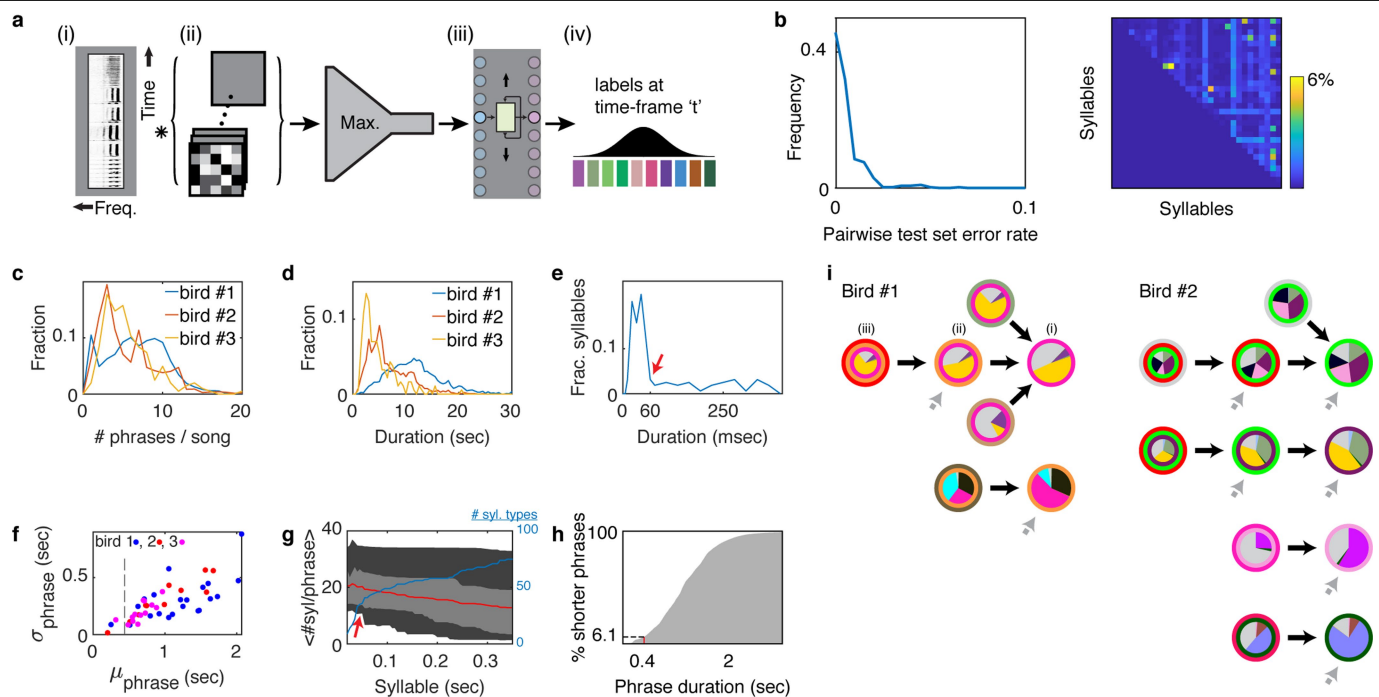 a
(i)
(ii)
(iii)
(iv)
Time
Freq.
*
Max.
labels at
time-frame 't'
b
Frequency
0.4
0
0
0.1
Pairwise test set error rate
Syllables
6%
Syllables
c
Fraction
0.1
0
bird #1
bird #2
bird #3
0
10
20
# phrases / song
d
Fraction
0.1
0
bird #1
bird #2
bird #3
0
10
20
30
Duration (sec)
e
Frac. syllables
0.1
0
0
60
250
Duration (msec)
f
σphrase (sec)
0.5
0
bird 1 , 2 , 3
0
1
2
μphrase (sec)
g
<#syl/phrase>
40
30
20
10
0
# syl. types
100
50
0
0.1
0.2
0.3
Syllable (sec)
h
% shorter phrases
100
6.1
0.4
2
Phrase duration (sec)
i
Bird #1
(iii)
(ii)
(i)
Bird #2